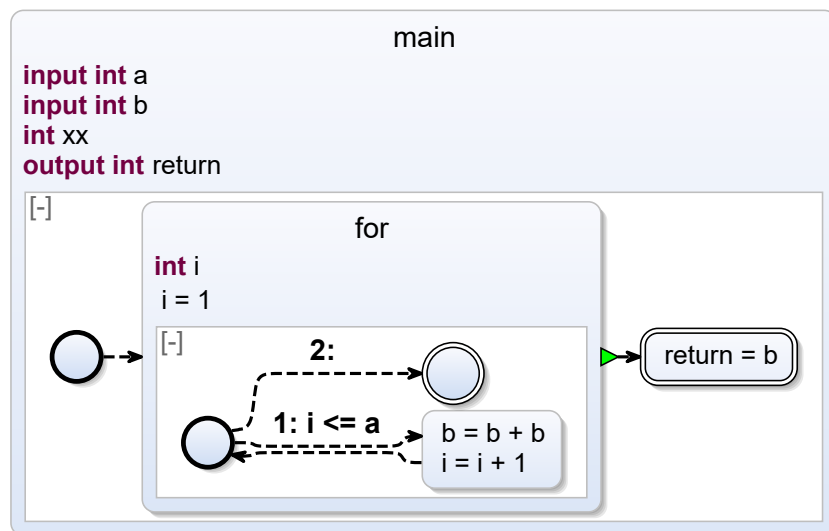 main
input int a
input int b
int xx
output int return
[-]
for
int i
i = 1
[-]
2:
1: i <= a
b = b + b
i = i + 1
return = b